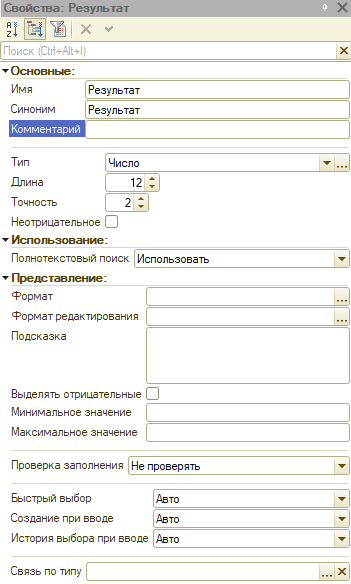 Свойства: Результат
Поиск (Ctrl+Alt+I)
Основные:
Имя Результат
Синоним Результат
Комментарий
Тип Число
Длина 12
Точность 2
Неотрицательное
Использование:
Полнотекстовый поиск Использовать
Представление:
Формат
Формат редактирования
Подсказка
Выделять отрицательные
Минимальное значение
Максимальное значение
Проверка заполнения Не проверять
Быстрый выбор Авто
Создание при вводе Авто
История выбора при вводе Авто
Связь по типу